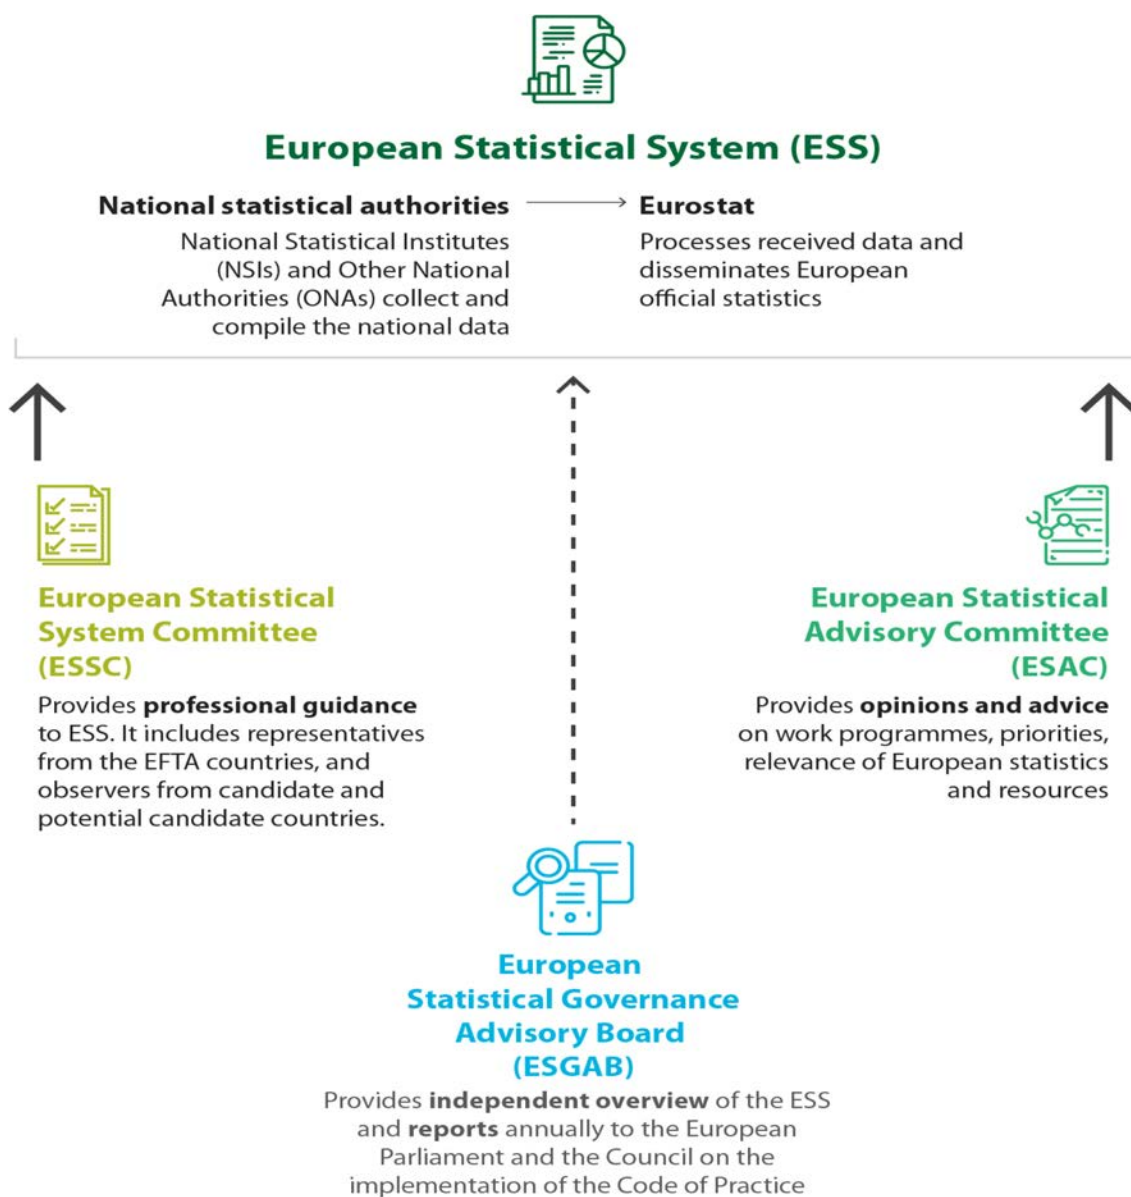 European Statistical System (ESS)
National statistical authorities
National Statistical Institutes
(NSIs) and Other National
Authorities (ONAs) collect and
compile the national data
Eurostat
Processes received data and
disseminates European
official statistics
European Statistical
System Committee
(ESSC)
Provides professional guidance
to ESS. It includes representatives
from the EFTA countries, and
observers from candidate and
potential candidate countries.
European Statistical
Advisory Committee
(ESAC)
Provides opinions and advice
on work programmes, priorities,
relevance of European statistics
and resources
European
Statistical Governance
Advisory Board
(ESGAB)
Provides independent overview of the ESS
and reports annually to the European
Parliament and the Council on the
implementation of the Code of Practice